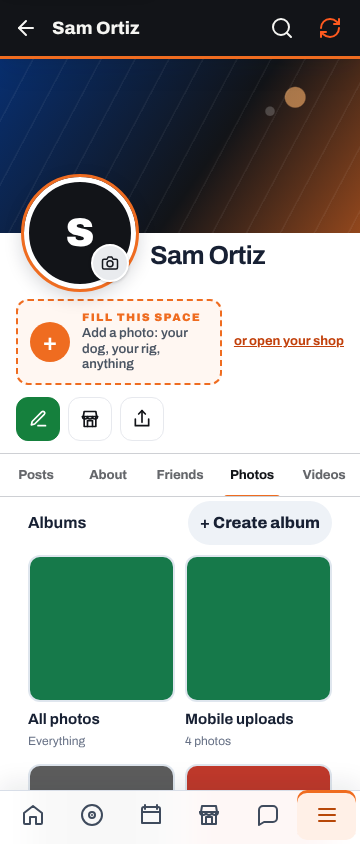 Sam Ortiz
S
Sam Ortiz
FILL THIS SPACE
Add a photo: your
dog, your rig,
anything
+
or open your shop
Posts About Friends Photos Videos
Albums
+ Create album
All photos
Mobile uploads
Everything
4 photos